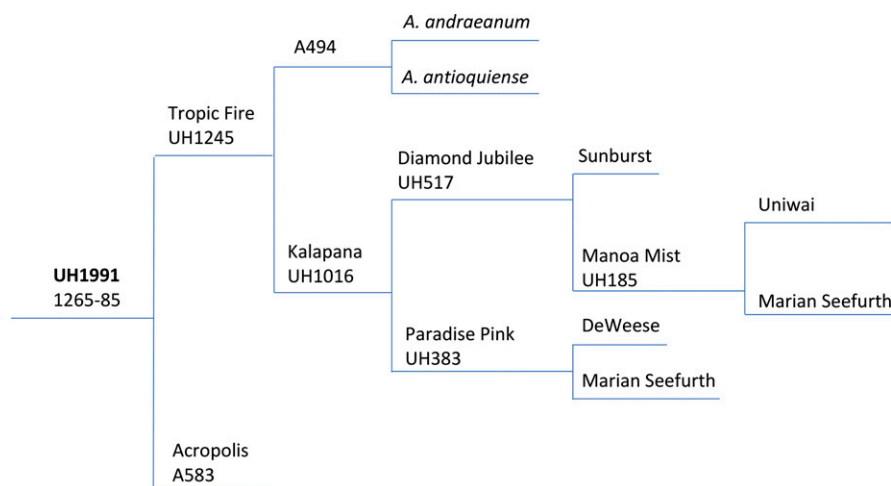 A. andraeanum
A494
A. antioquiense
Tropic Fire
UH1245
Diamond Jubilee
UH517
Sunburst
Uniwai
Kalapana
UH1016
Manoa Mist
UH185
UH1991
1265-85
Marian Seefurth
Paradise Pink
UH383
DeWeese
Marian Seefurth
Acropolis
A583